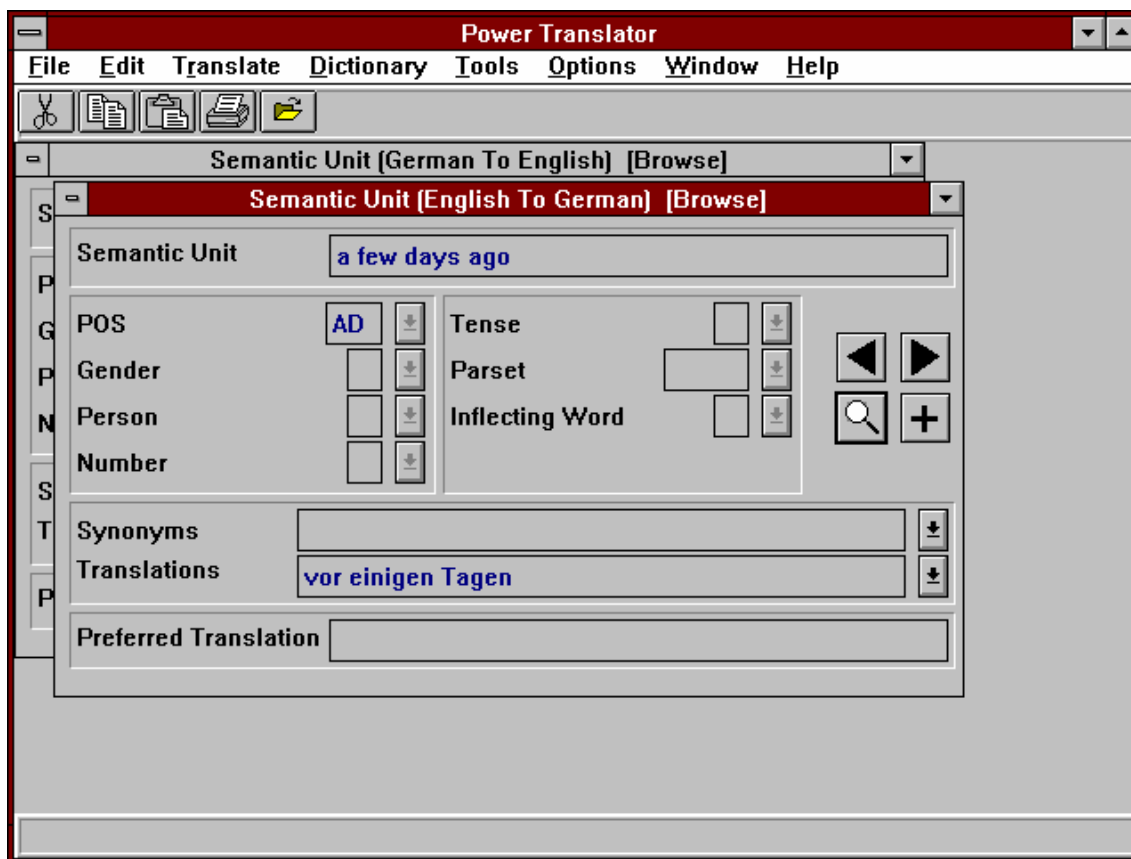 Power Translator
File Edit Translate Dictionary Tools Options Window Help
Semantic Unit (German To English) [Browse]
Semantic Unit (English To German) [Browse]
S
Semantic Unit a few days ago
P
G POS AD Tense
P Gender Parset
N Person Inflecting Word
Number
S
T Synonyms
Translations vor einigen Tagen
P
Preferred Translation